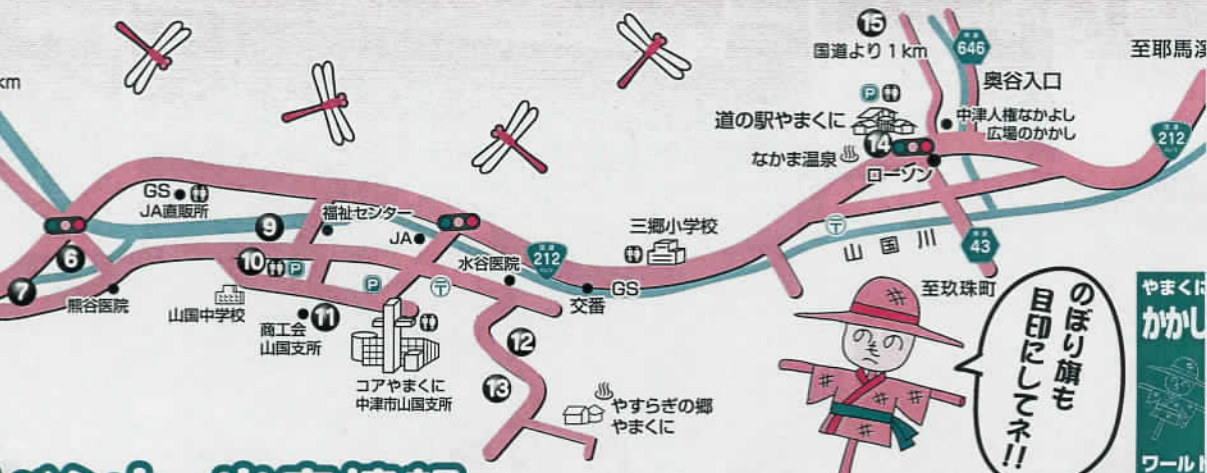 km
GS
JA直販所
6
7
9
福祉センター
JA
熊谷医院
10
P
山国中学校
商工会
山国支所
11
P
コアやまくに
中津市山国支所
水谷医院
国道
212
交番
GS
12
13
やすらぎの郷
やまくに
三郷小学校
15
国道より1km
646
奥谷入口
至耶馬渓
P
道の駅やまくに
中津人権なかよし
広場のかかし
なかま温泉
14
ローソン
国道
212
山国川
43
至玖珠町
のぼり旗も
目印にしてネ!!
やまくに
かかし
ワールド